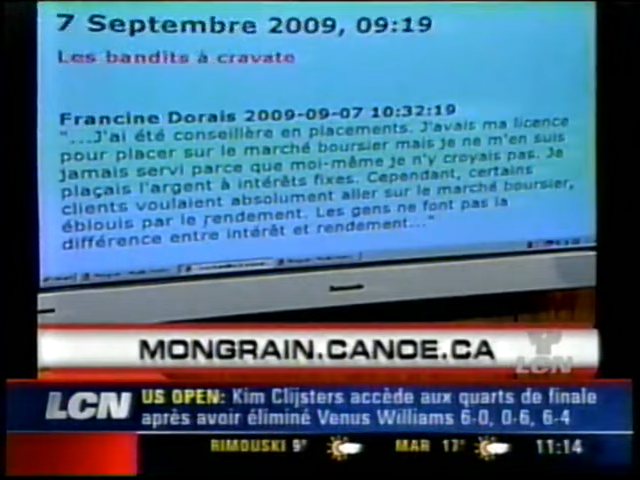 7 Septembre 2009, 09:19
Les bandits à cravate
Francine Dorais 2009-09-07 10:32:19
"...J'ai été conseillère en placements. J'avais ma licence
pour placer sur le marché boursier mais je ne m'en suis
jamais servi parce que moi-même je n'y croyais pas. Je
plaçais l'argent à intérêts fixes. Cependant, certains
clients voulaient absolument aller sur le marché boursier,
éblouis par le rendement. Les gens ne font pas la
différence entre intérêt et rendement..."
MONGRAIN.CANOE.CA
LCN
LCN
US OPEN: Kim Clijsters accède aux quarts de finale
après avoir éliminé Venus Williams 6-0, 0-6, 6-4
RIMOUSKI 9° MAR 17° 11:14